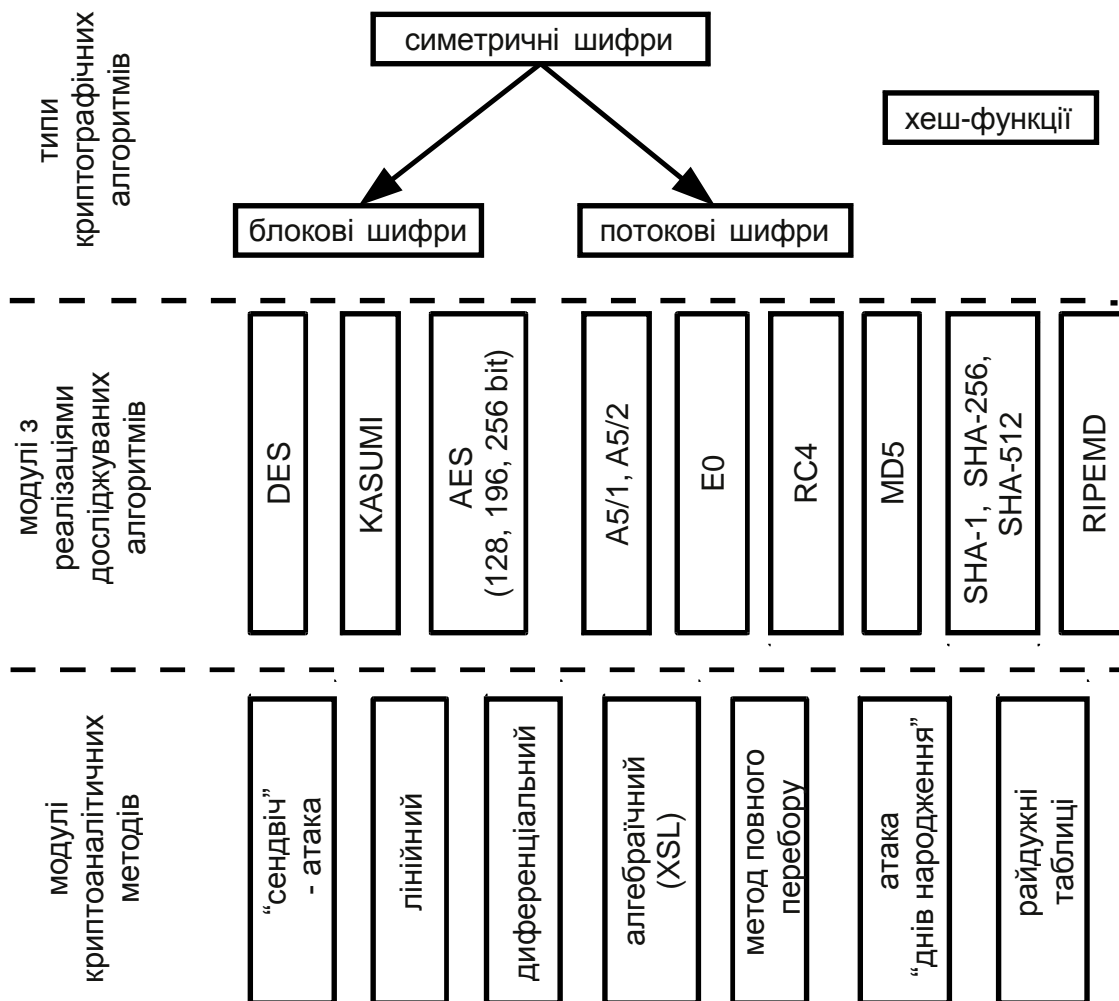 типи
криптографічних
алгоритмів
симетричні шифри
хеш-функції
блокові шифри
потокові шифри
модулі з
реалізаціями
досліджуваних
алгоритмів
DES
KASUMI
AES
(128, 196, 256 bit)
A5/1, A5/2
E0
RC4
MD5
SHA-1, SHA-256,
SHA-512
RIPEMD
модулі
криптоаналітичних
методів
“сендвіч”
- атака
лінійний
диференціальний
алгебраїчний
(XSL)
метод повного
перебору
атака
“днів народження”
райдужні
таблиці